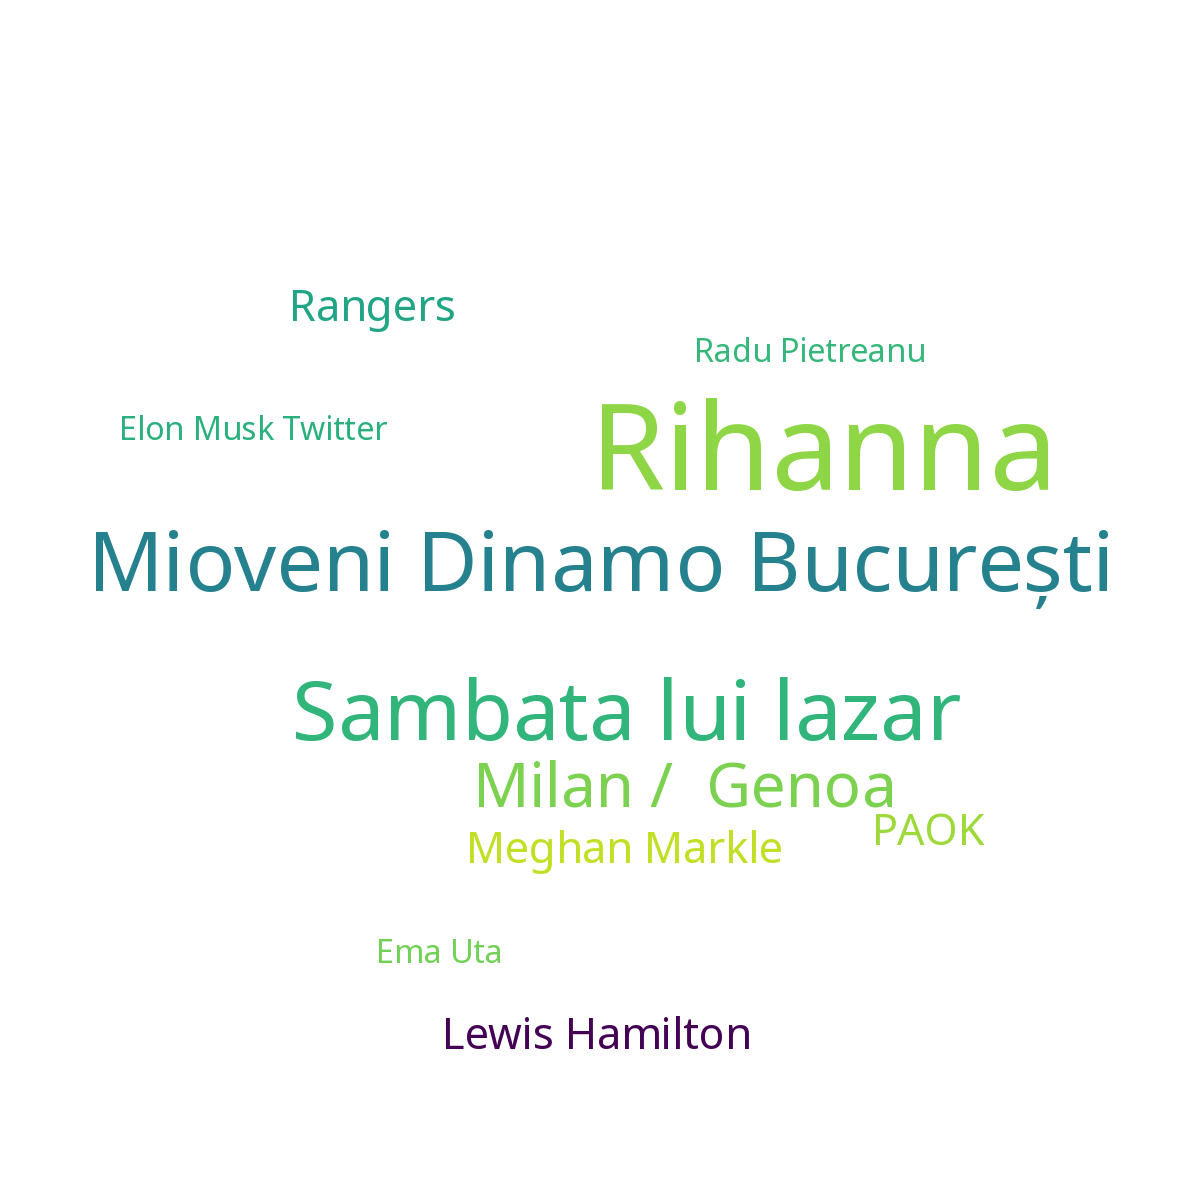 Rangers
Radu Pietreanu
Elon Musk Twitter
Rihanna
Mioveni Dinamo București
Sambata lui lazar
Milan /  Genoa
PAOK
Meghan Markle
Ema Uta
Lewis Hamilton